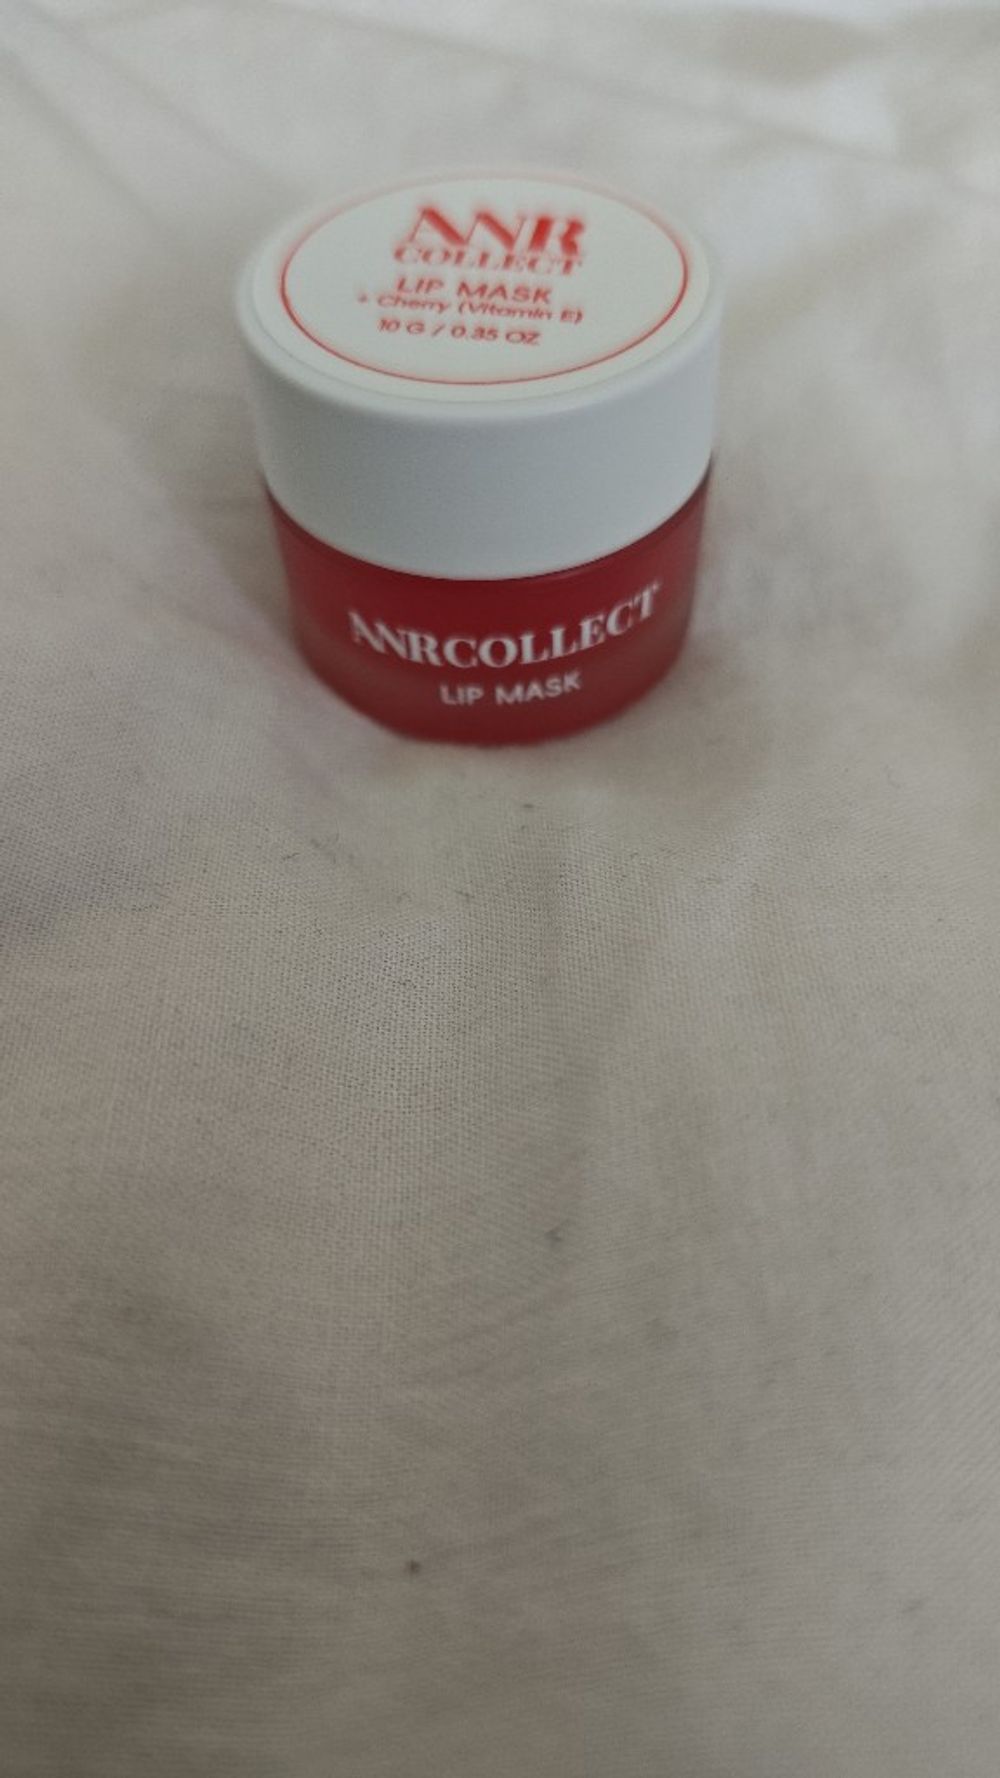 ANR
COLLECT
LIP MASK
+ Cherry (Vitamin E)
10 G / 0.35 OZ
ANRCOLLECT
LIP MASK